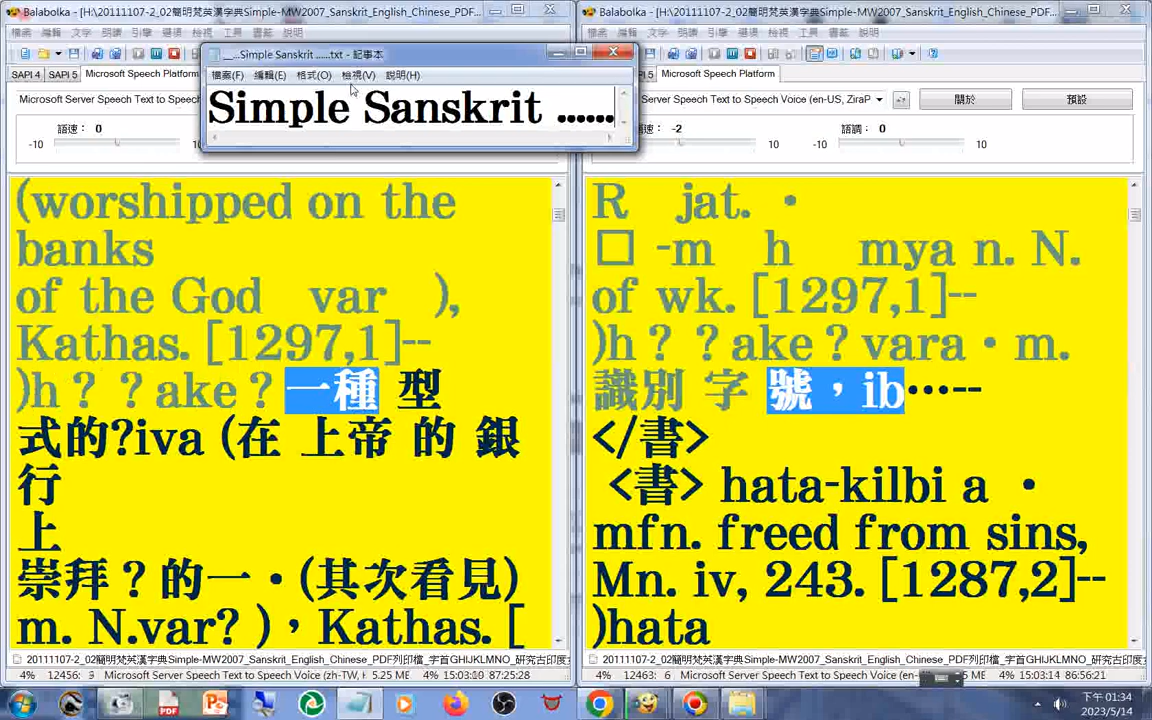 Balabolka - [H:\20111107-2_02簡明梵英漢字典Simple-MW2007_Sanskrit_English_Chinese_PDF...
檔案 編輯 文字 朗讀 引擎 選項 檢視 工具 書籤 說明
SAPI 4 SAPI 5 Microsoft Speech Platform
Microsoft Server Speech Text to Speech
語速： 0
-10
(worshipped on the
banks
of the God var ),
Kathas. [1297,1]--
)h？？ake？一種 型
式的?iva (在 上帝 的 銀
行
上
崇拜？的一・(其次看見)
m. N.var? )，Kathas. [
20111107-2_02簡明梵英漢字典Simple-MW2007_Sanskrit_English_Chinese_PDF列印檔_字首GHIJKLMNO_研究古印度
4% 12456: 3 Microsoft Server Speech Text to Speech Voice (zh-TW, H 5.25 ME 4% 15:03:10 87:25:28
__...Simple Sanskrit ......txt - 記事本
檔案(F) 編輯(E) 格式(O) 檢視(V) 說明(H)
Simple Sanskrit ......
Balabolka - [H:\20111107-2_02簡明梵英漢字典Simple-MW2007_Sanskrit_English_Chinese_PDF...
5 Microsoft Speech Platform
Server Speech Text to Speech Voice (en-US, ZiraP
關於
預設
-2
語調： 0
10 -10 10
R jat. ・
□ -m h mya n. N.
of wk. [1297,1]--
)h？？ake？vara・m.
識別 字 號，ib…--
</書>
<書> hata-kilbi a ・
mfn. freed from sins,
Mn. iv, 243. [1287,2]--
)hata
20111107-2_02簡明梵英漢字典Simple-MW2007_Sanskrit_English_Chinese_PDF列印檔_字首GHIJKLMNO_研究古印度
4% 12463: 6 Microsoft Server Speech Text to Speech Voice (en-US 5.25 ME 4% 15:03:14 86:56:21
下午 01:34
2023/5/14